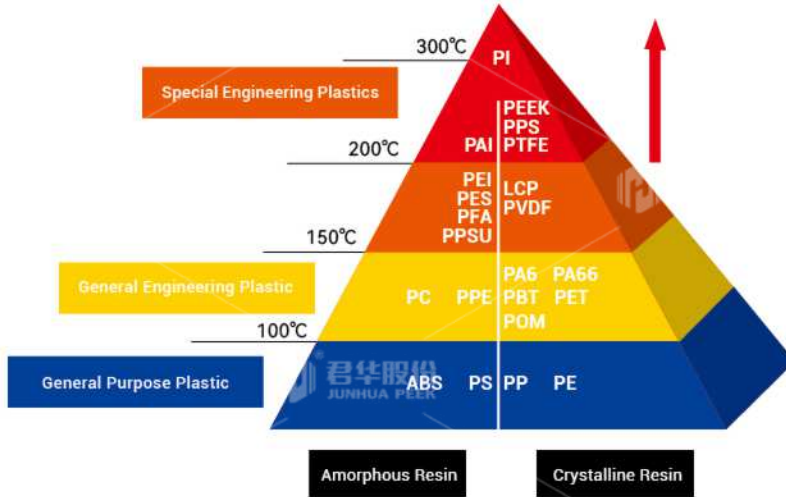 300℃
PI
Special Engineering Plastics
PEEK
PPS
PAI PTFE
200℃
PEI
PES
PFA
PPSU
LCP
PVDF
150℃
General Engineering Plastic
PC PPE
PA6 PA66
PBT PET
POM
100℃
General Purpose Plastic
君华股份
JUNHUA PEEK
ABS PS PP PE
Amorphous Resin
Crystalline Resin